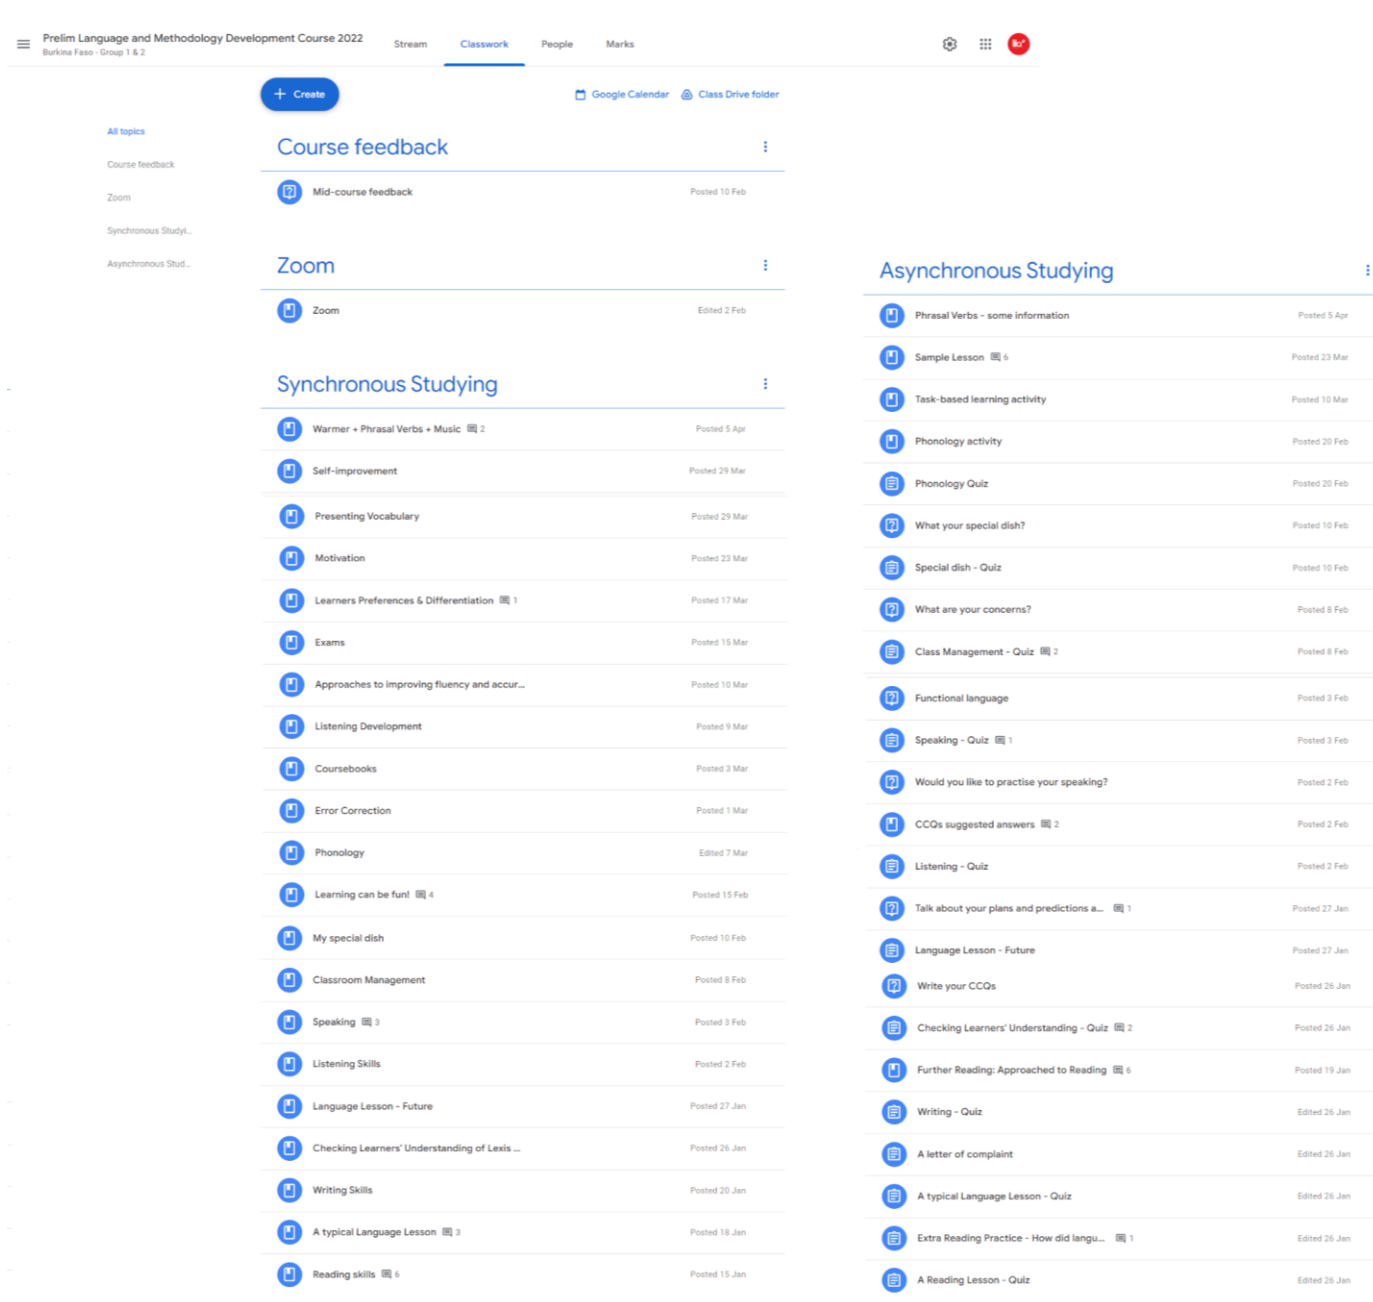 Prelim Language and Methodology Development Course 2022
Burkina Faso - Group 1 & 2
Stream
Classwork
People
Marks
Create
Google Calendar
Class Drive folder
All topics
Course feedback
Zoom
Synchronous Studyi...
Asynchronous Stud...
Course feedback
Mid-course feedback Posted 10 Feb
Zoom
Zoom Edited 2 Feb
Synchronous Studying
Warmer + Phrasal Verbs + Music 2 Posted 5 Apr
Self-improvement Posted 29 Mar
Presenting Vocabulary Posted 29 Mar
Motivation Posted 23 Mar
Learners Preferences & Differentiation 1 Posted 17 Mar
Exams Posted 15 Mar
Approaches to improving fluency and accur... Posted 10 Mar
Listening Development Posted 9 Mar
Coursebooks Posted 3 Mar
Error Correction Posted 1 Mar
Phonology Edited 7 Mar
Learning can be fun! 4 Posted 15 Feb
My special dish Posted 10 Feb
Classroom Management Posted 8 Feb
Speaking 3 Posted 3 Feb
Listening Skills Posted 2 Feb
Language Lesson - Future Posted 27 Jan
Checking Learners' Understanding of Lexis ... Posted 26 Jan
Writing Skills Posted 20 Jan
A typical Language Lesson 3 Posted 18 Jan
Reading skills 6 Posted 15 Jan
Asynchronous Studying
Phrasal Verbs - some information Posted 5 Apr
Sample Lesson 6 Posted 23 Mar
Task-based learning activity Posted 10 Mar
Phonology activity Posted 20 Feb
Phonology Quiz Posted 20 Feb
What your special dish? Posted 10 Feb
Special dish - Quiz Posted 10 Feb
What are your concerns? Posted 8 Feb
Class Management - Quiz 2 Posted 8 Feb
Functional language Posted 3 Feb
Speaking - Quiz 1 Posted 3 Feb
Would you like to practise your speaking? Posted 2 Feb
CCQs suggested answers 2 Posted 2 Feb
Listening - Quiz Posted 2 Feb
Talk about your plans and predictions a... 1 Posted 27 Jan
Language Lesson - Future Posted 27 Jan
Write your CCQs Posted 26 Jan
Checking Learners' Understanding - Quiz 2 Posted 26 Jan
Further Reading: Approached to Reading 6 Posted 19 Jan
Writing - Quiz Edited 26 Jan
A letter of complaint Edited 26 Jan
A typical Language Lesson - Quiz Edited 26 Jan
Extra Reading Practice - How did langu... 1 Edited 26 Jan
A Reading Lesson - Quiz Edited 26 Jan